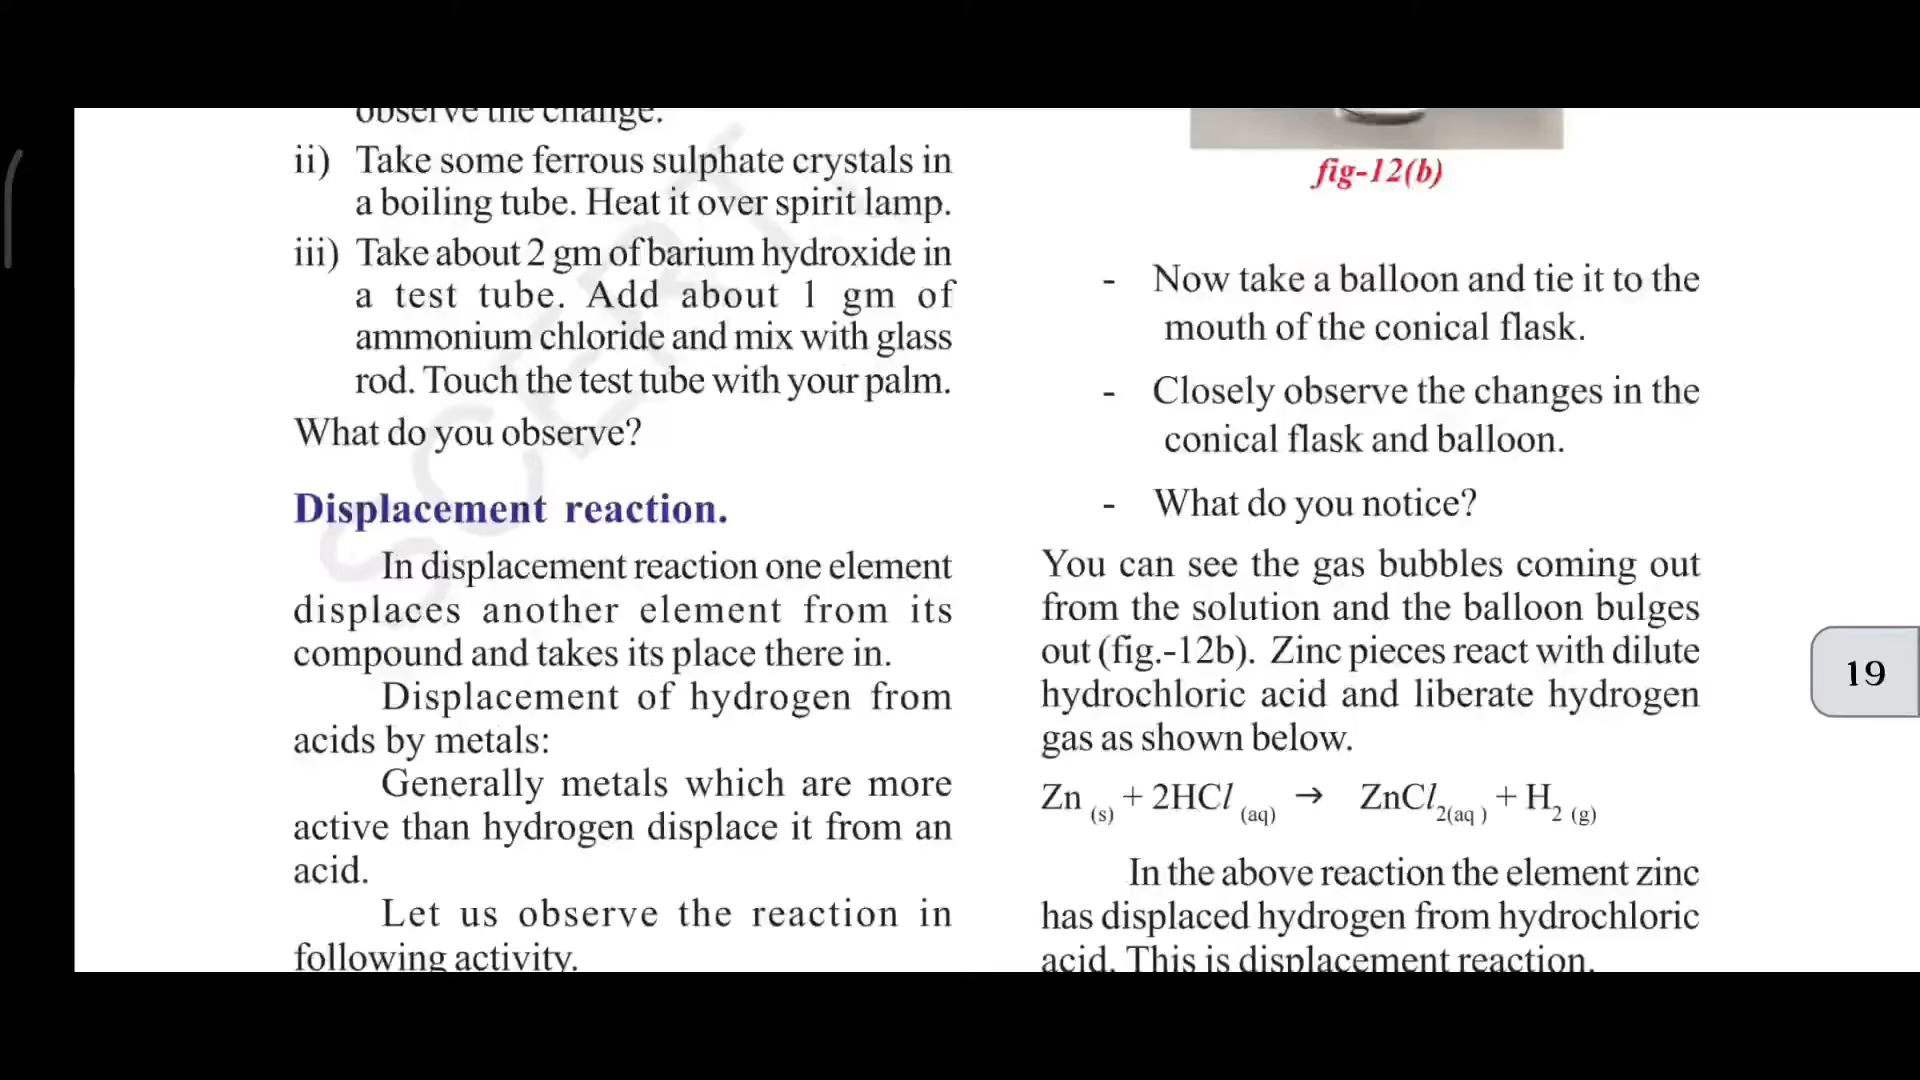 observe the change.
ii) Take some ferrous sulphate crystals in
a boiling tube. Heat it over spirit lamp.
iii) Take about 2 gm of barium hydroxide in
a test tube. Add about 1 gm of
ammonium chloride and mix with glass
rod. Touch the test tube with your palm.
What do you observe?
Displacement reaction.
In displacement reaction one element
displaces another element from its
compound and takes its place there in.
Displacement of hydrogen from
acids by metals:
Generally metals which are more
active than hydrogen displace it from an
acid.
Let us observe the reaction in
following activity.
fig-12(b)
- Now take a balloon and tie it to the
mouth of the conical flask.
- Closely observe the changes in the
conical flask and balloon.
- What do you notice?
You can see the gas bubbles coming out
from the solution and the balloon bulges
out (fig.-12b). Zinc pieces react with dilute
hydrochloric acid and liberate hydrogen
gas as shown below.
Zn (s) + 2HCl (aq) → ZnCl2(aq ) + H2 (g)
In the above reaction the element zinc
has displaced hydrogen from hydrochloric
acid. This is displacement reaction.
19
SCERT